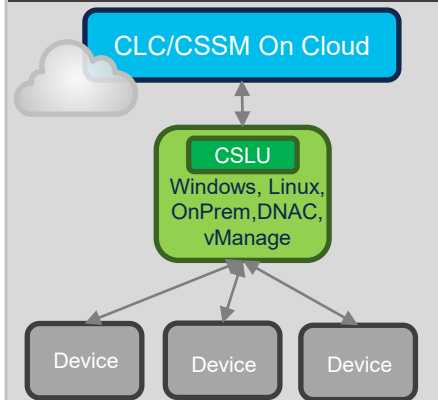 CLC/CSSM On Cloud
CSLU
Windows, Linux,
OnPrem,DNAC,
vManage
Device
Device
Device